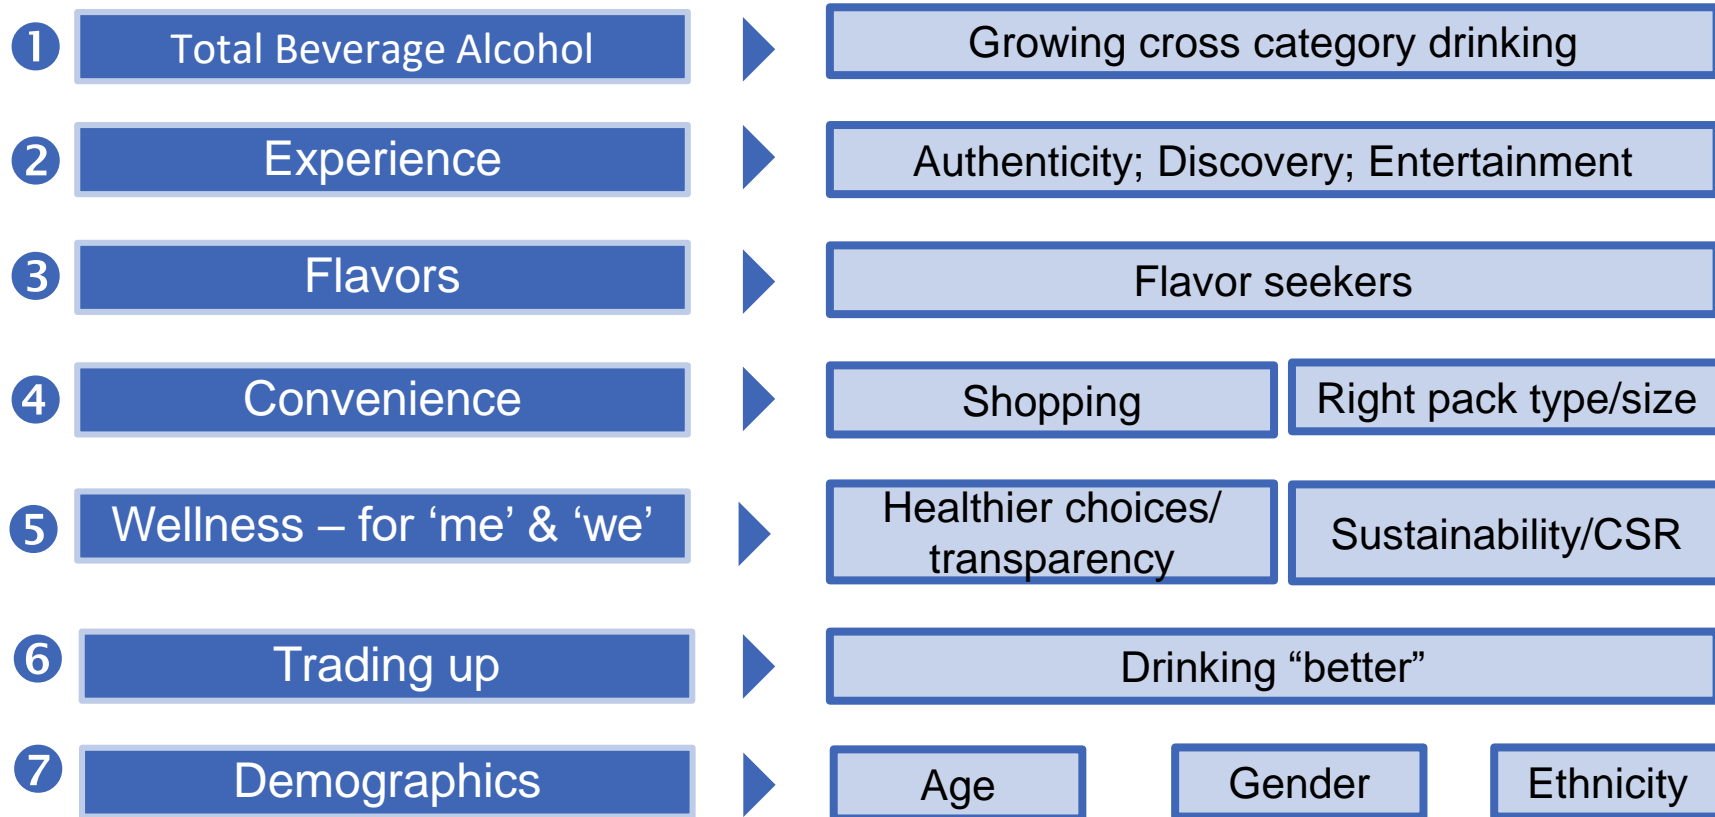 1 Total Beverage Alcohol Growing cross category drinking
2 Experience Authenticity; Discovery; Entertainment
3 Flavors Flavor seekers
4 Convenience Shopping Right pack type/size
5 Wellness – for ‘me’ & ‘we’ Healthier choices/
transparency Sustainability/CSR
6 Trading up Drinking “better”
7 Demographics Age Gender Ethnicity